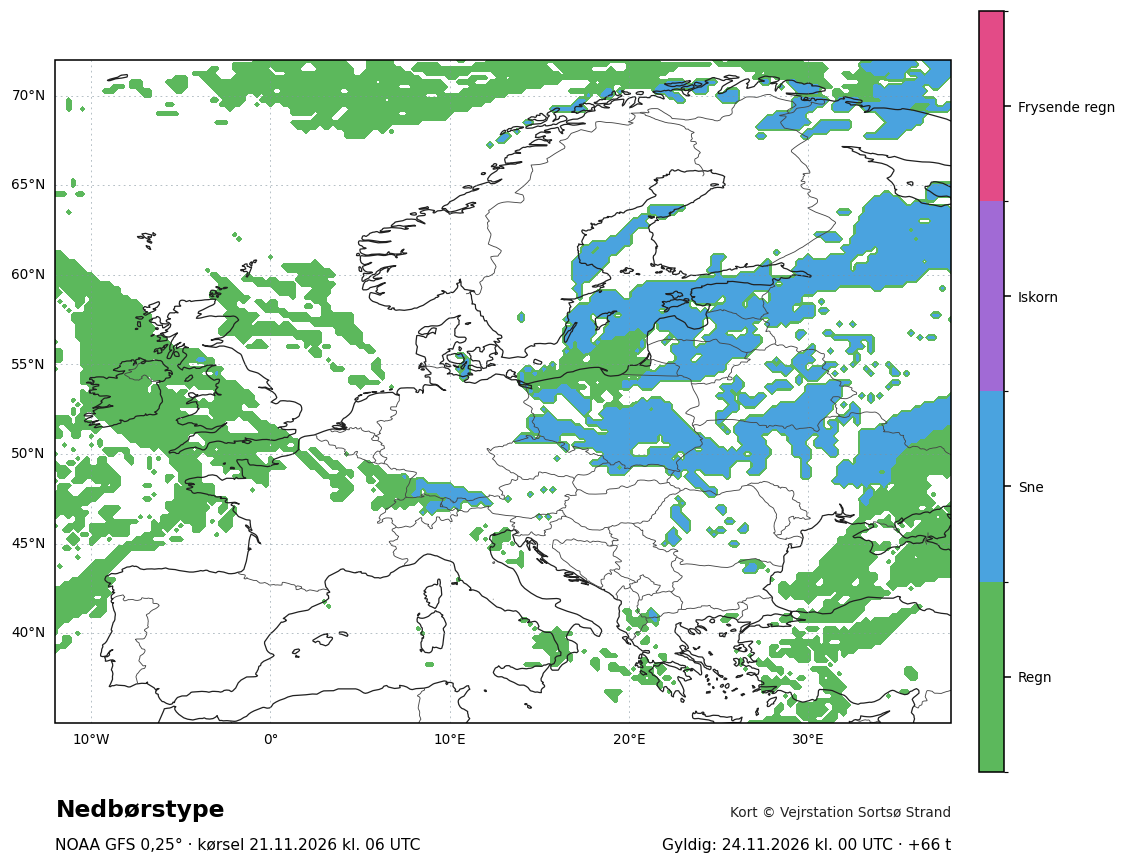 70°N
65°N
60°N
55°N
50°N
45°N
40°N
10°W
0°
10°E
20°E
30°E
Frysende regn
Iskorn
Sne
Regn
Nedbørstype
Kort © Vejrstation Sortsø Strand
NOAA GFS 0,25° · kørsel 21.11.2026 kl. 06 UTC
Gyldig: 24.11.2026 kl. 00 UTC · +66 t